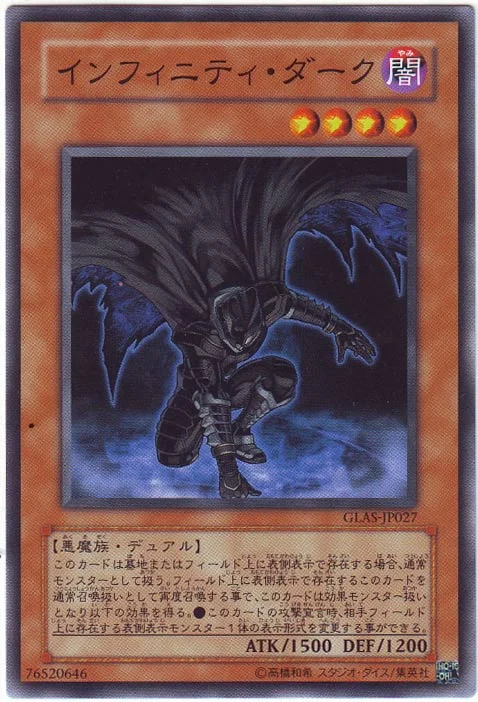 インフィニティ・ダーク
闇
やみ
GLAS-JP027
【悪魔族・デュアル】
このカードは墓地またはフィールド上に表側表示で存在する場合、通常
モンスターとして扱う。フィールド上に表側表示で存在するこのカードを
通常召喚扱いとして再度召喚する事で、このカードは効果モンスター扱い
となり以下の効果を得る。●このカードの攻撃宣言時、相手フィールド
上に存在する表側表示モンスター1体の表示形式を変更する事ができる。
ATK/1500 DEF/1200
76520646
©高橋和希 スタジオ・ダイス/集英社